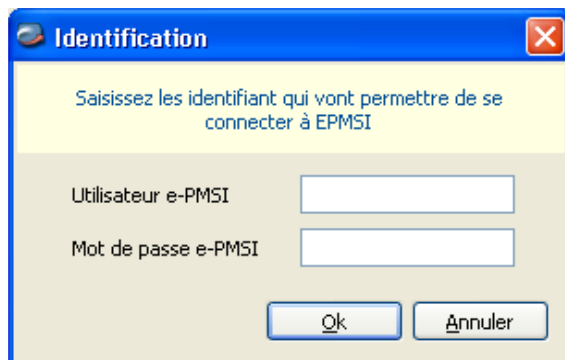 Identification
Saisissez les identifiant qui vont permettre de se
connecter à EPMSI
Utilisateur e-PMSI
Mot de passe e-PMSI
Ok
Annuler